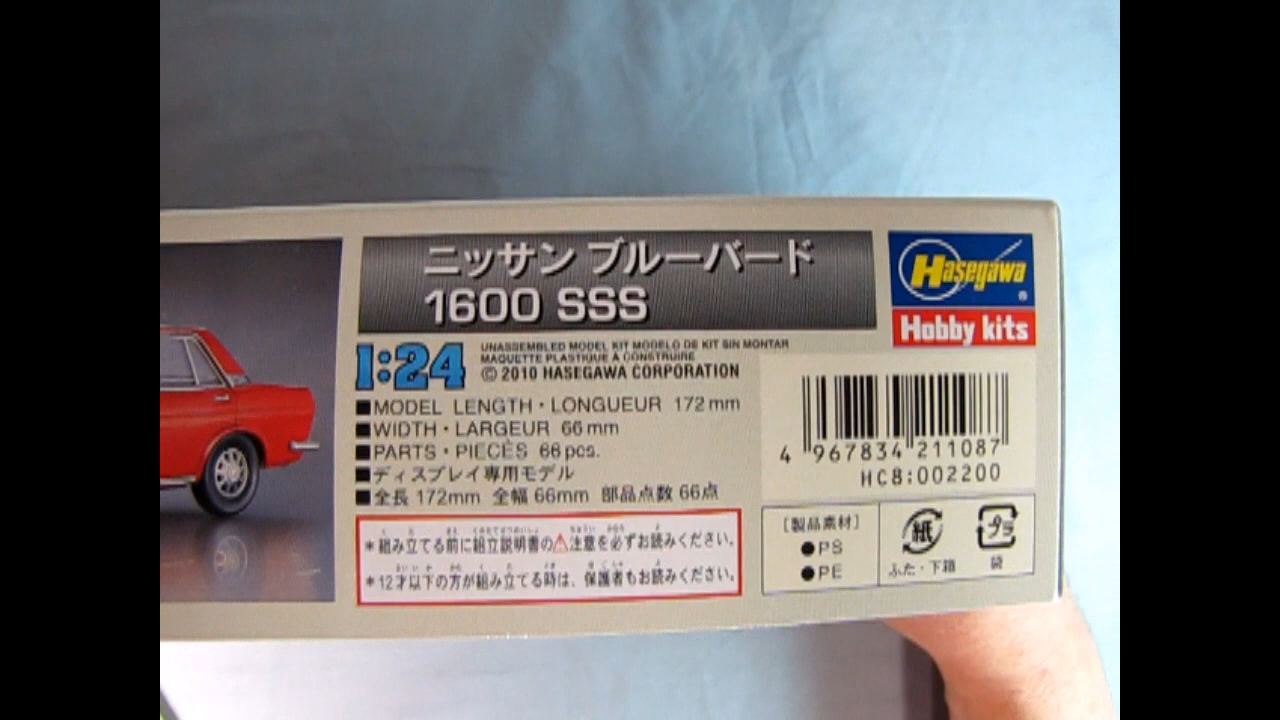 ニッサン ブルーバード
1600 SSS
Hasegawa®
Hobby kits
1:24
UNASSEMBLED MODEL KIT MODELO DE KIT SIN MONTAR
MAQUETTE PLASTIQUE À CONSTRUIRE
© 2010 HASEGAWA CORPORATION
■MODEL LENGTH・LONGUEUR 172mm
■WIDTH・LARGEUR 66mm
■PARTS・PIECÈS 66pcs.
■ディスプレイ専用モデル
■全長 172mm 全幅 66mm 部品点数 66点
*組み立てる前に組立説明書の⚠注意を必ずお読みください。
*12才以下の方が組み立てる時は、保護者もお読みください。
4 967834 211087
HC8:002200
[製品素材]
●PS
●PE
紙
ふた・下箱
プラ
袋